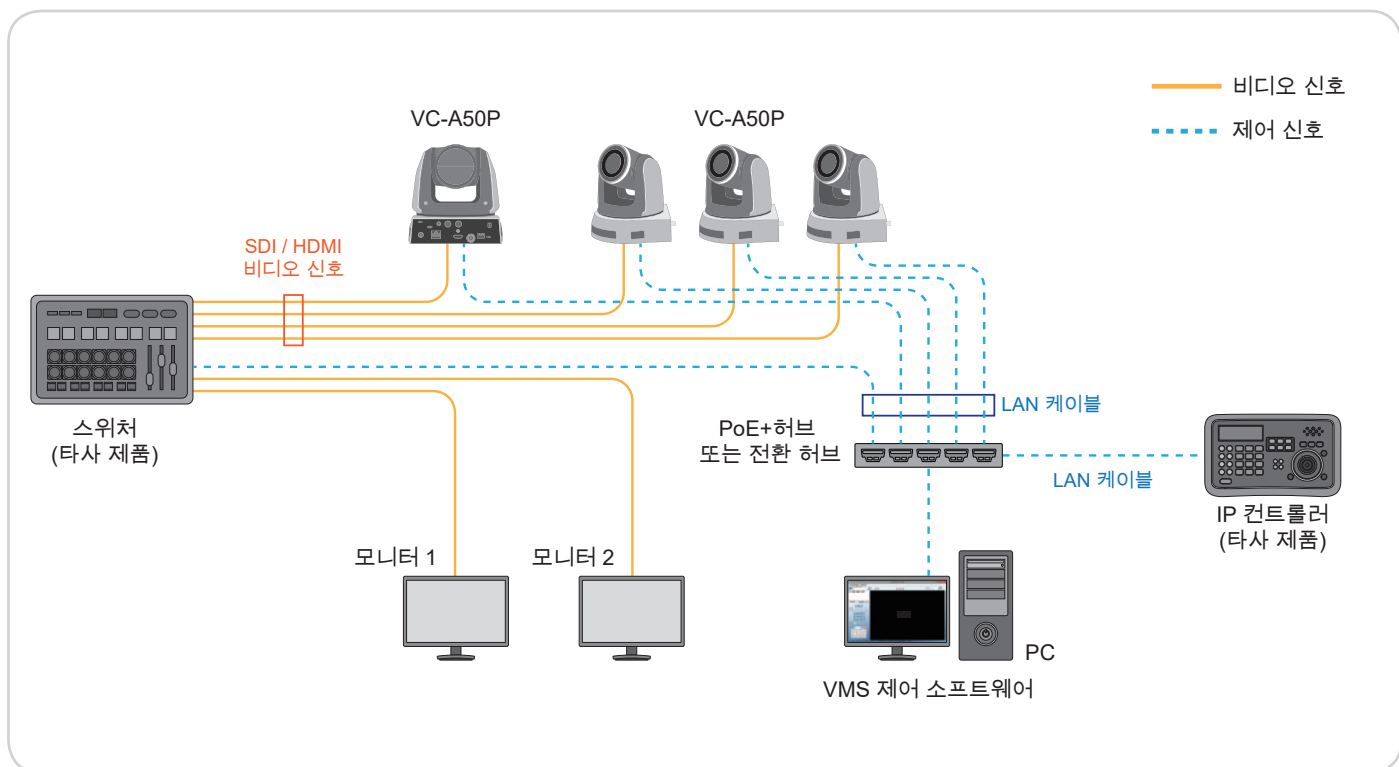 비디오 신호
제어 신호
VC-A50P
VC-A50P
SDI / HDMI
비디오 신호
스위처
(타사 제품)
LAN 케이블
PoE+허브
또는 전환 허브
LAN 케이블
IP 컨트롤러
(타사 제품)
모니터 1
모니터 2
PC
VMS 제어 소프트웨어